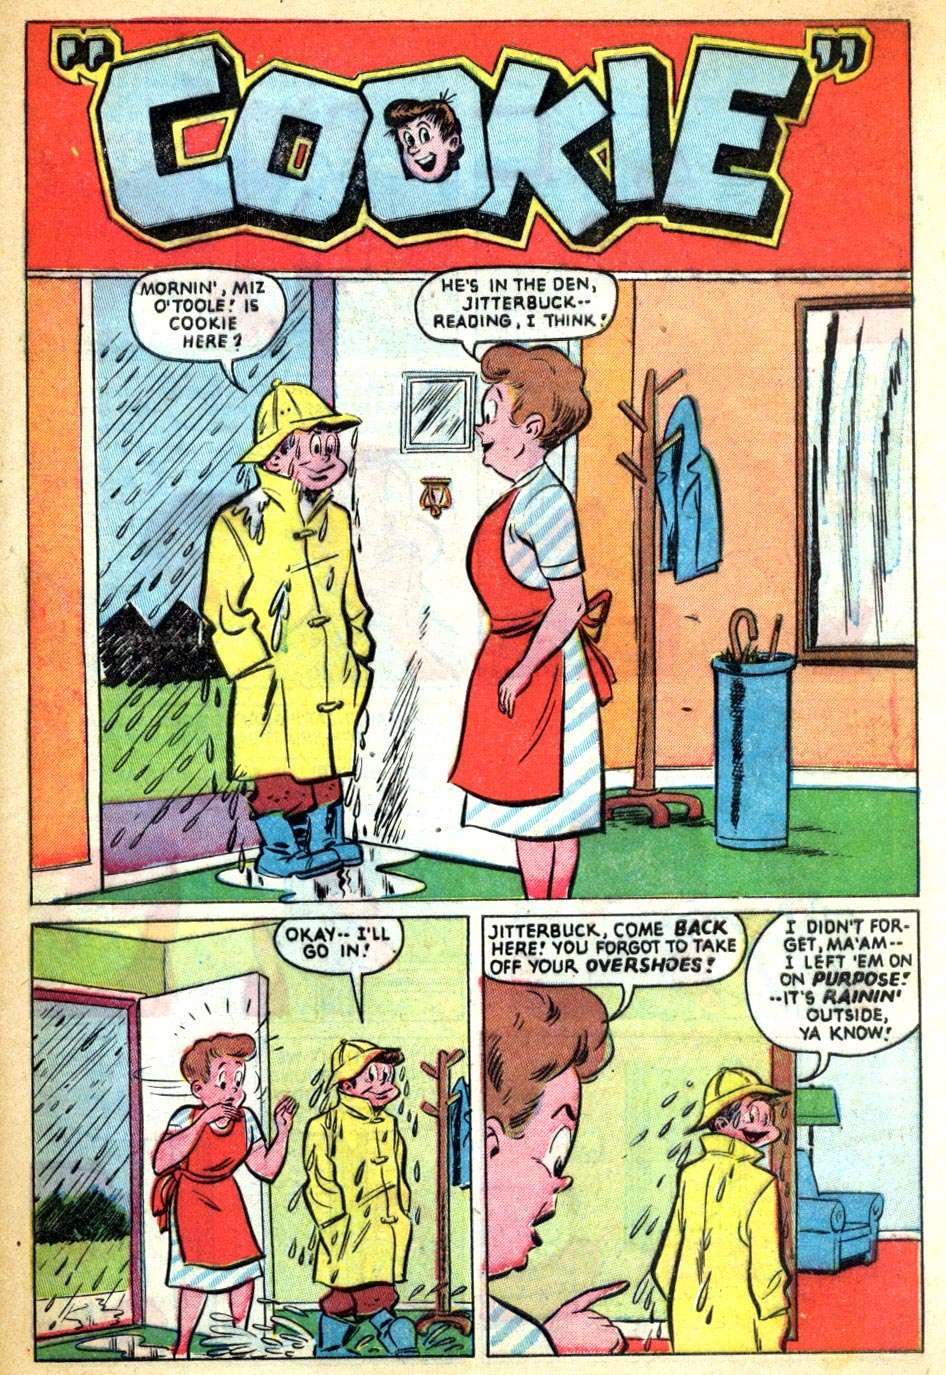 "COOKIE"
MORNIN', MIZ
O'TOOLE! IS
COOKIE
HERE?
HE'S IN THE DEN,
JITTERBUCK--
READING, I THINK!
OKAY-- I'LL
GO IN!
JITTERBUCK, COME BACK
HERE! YOU FORGOT TO TAKE
OFF YOUR OVERSHOES!
I DIDN'T FOR-
GET, MA'AM--
I LEFT 'EM ON
ON PURPOSE!
--IT'S RAININ'
OUTSIDE,
YA KNOW!